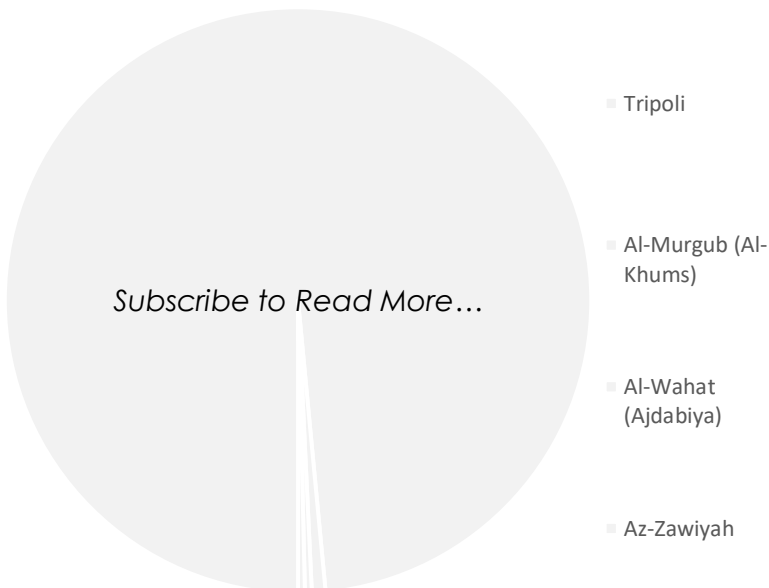 Tripoli
Al-Murgub (Al-
Khums)
Subscribe to Read More…
Al-Wahat
(Ajdabiya)
Az-Zawiyah